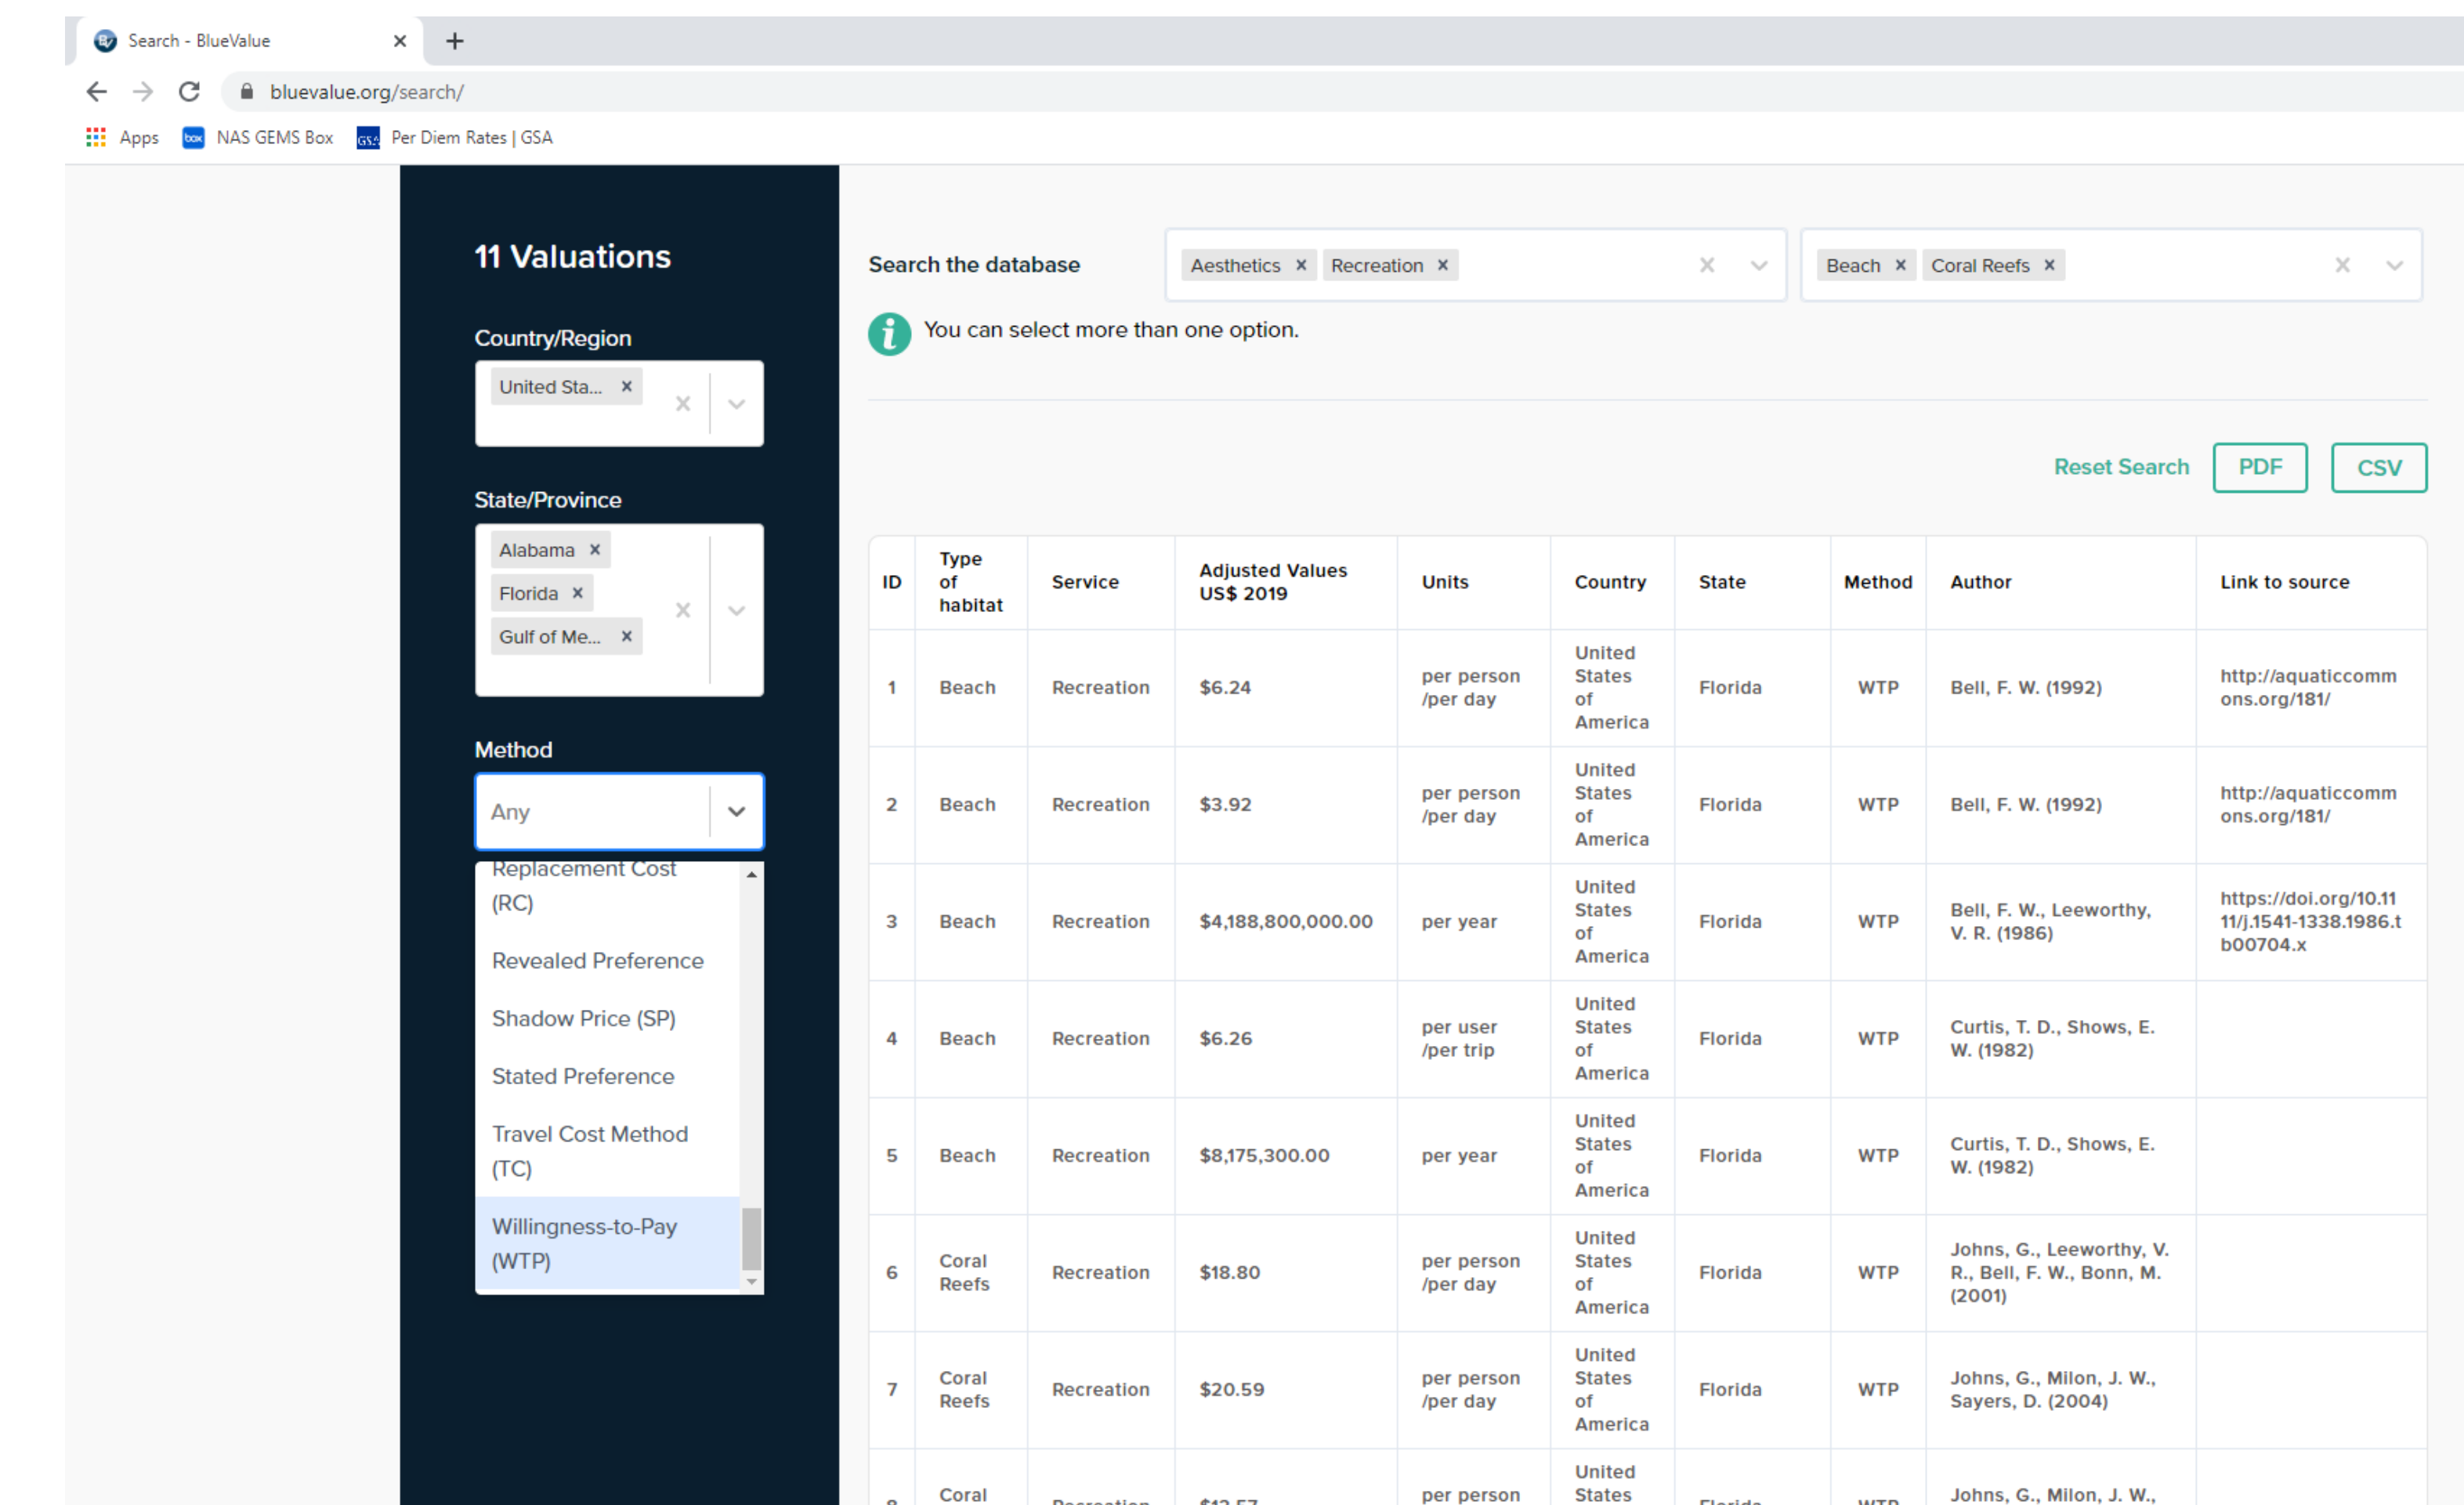 Search - BlueValue
bluevalue.org/search/
Apps NAS GEMS Box Per Diem Rates | GSA
11 Valuations
Country/Region
United Sta...
State/Province
Alabama
Florida
Gulf of Me...
Method
Any
Replacement Cost
(RC)
Revealed Preference
Shadow Price (SP)
Stated Preference
Travel Cost Method
(TC)
Willingness-to-Pay
(WTP)
Search the database Aesthetics Recreation Beach Coral Reefs
You can select more than one option.
Reset Search PDF CSV
ID Type of habitat Service Adjusted Values US$ 2019 Units Country State Method Author Link to source
1 Beach Recreation $6.24 per person /per day United States of America Florida WTP Bell, F. W. (1992) http://aquaticcommons.org/181/
2 Beach Recreation $3.92 per person /per day United States of America Florida WTP Bell, F. W. (1992) http://aquaticcommons.org/181/
3 Beach Recreation $4,188,800,000.00 per year United States of America Florida WTP Bell, F. W., Leeworthy, V. R. (1986) https://doi.org/10.1111/j.1541-1338.1986.tb00704.x
4 Beach Recreation $6.26 per user /per trip United States of America Florida WTP Curtis, T. D., Shows, E. W. (1982)
5 Beach Recreation $8,175,300.00 per year United States of America Florida WTP Curtis, T. D., Shows, E. W. (1982)
6 Coral Reefs Recreation $18.80 per person /per day United States of America Florida WTP Johns, G., Leeworthy, V. R., Bell, F. W., Bonn, M. (2001)
7 Coral Reefs Recreation $20.59 per person /per day United States of America Florida WTP Johns, G., Milon, J. W., Sayers, D. (2004)
Coral per person United States Johns, G., Milon, J. W.,